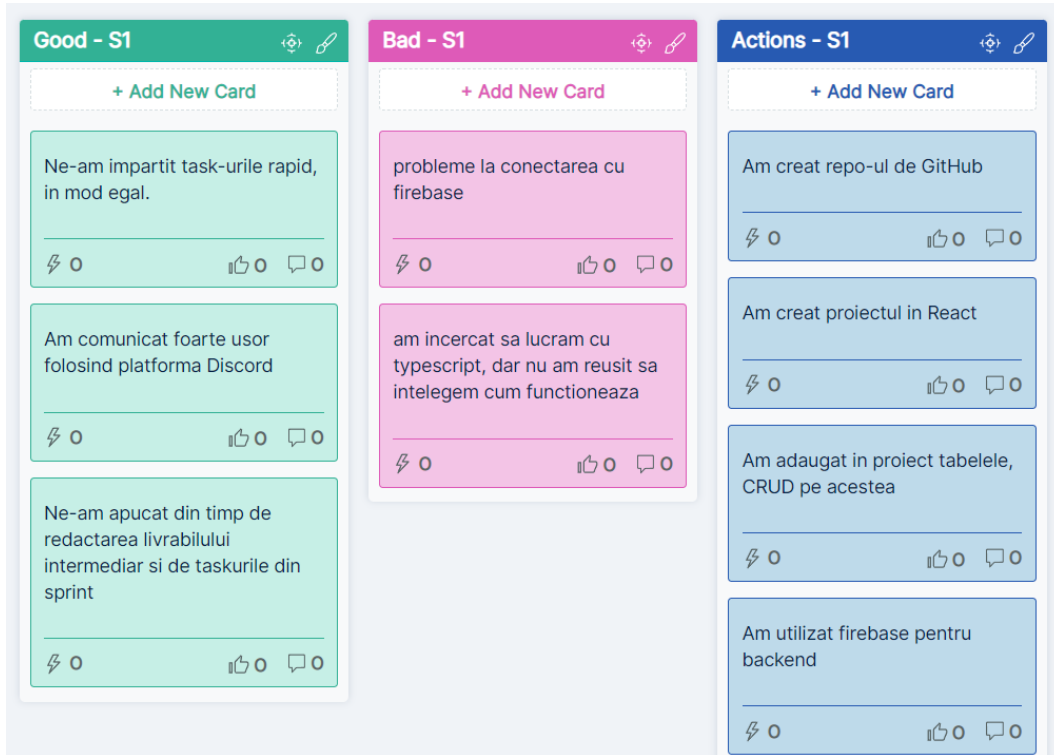 Good - S1
+ Add New Card
Ne-am impartit task-urile rapid,
in mod egal.
0 0 0
Am comunicat foarte usor
folosind platforma Discord
0 0 0
Ne-am apucat din timp de
redactarea livrabilului
intermediar si de taskurile din
sprint
0 0 0
Bad - S1
+ Add New Card
probleme la conectarea cu
firebase
0 0 0
am incercat sa lucram cu
typescript, dar nu am reusit sa
intelegem cum functioneaza
0 0 0
Actions - S1
+ Add New Card
Am creat repo-ul de GitHub
0 0 0
Am creat proiectul in React
0 0 0
Am adaugat in proiect tabelele,
CRUD pe acestea
0 0 0
Am utilizat firebase pentru
backend
0 0 0